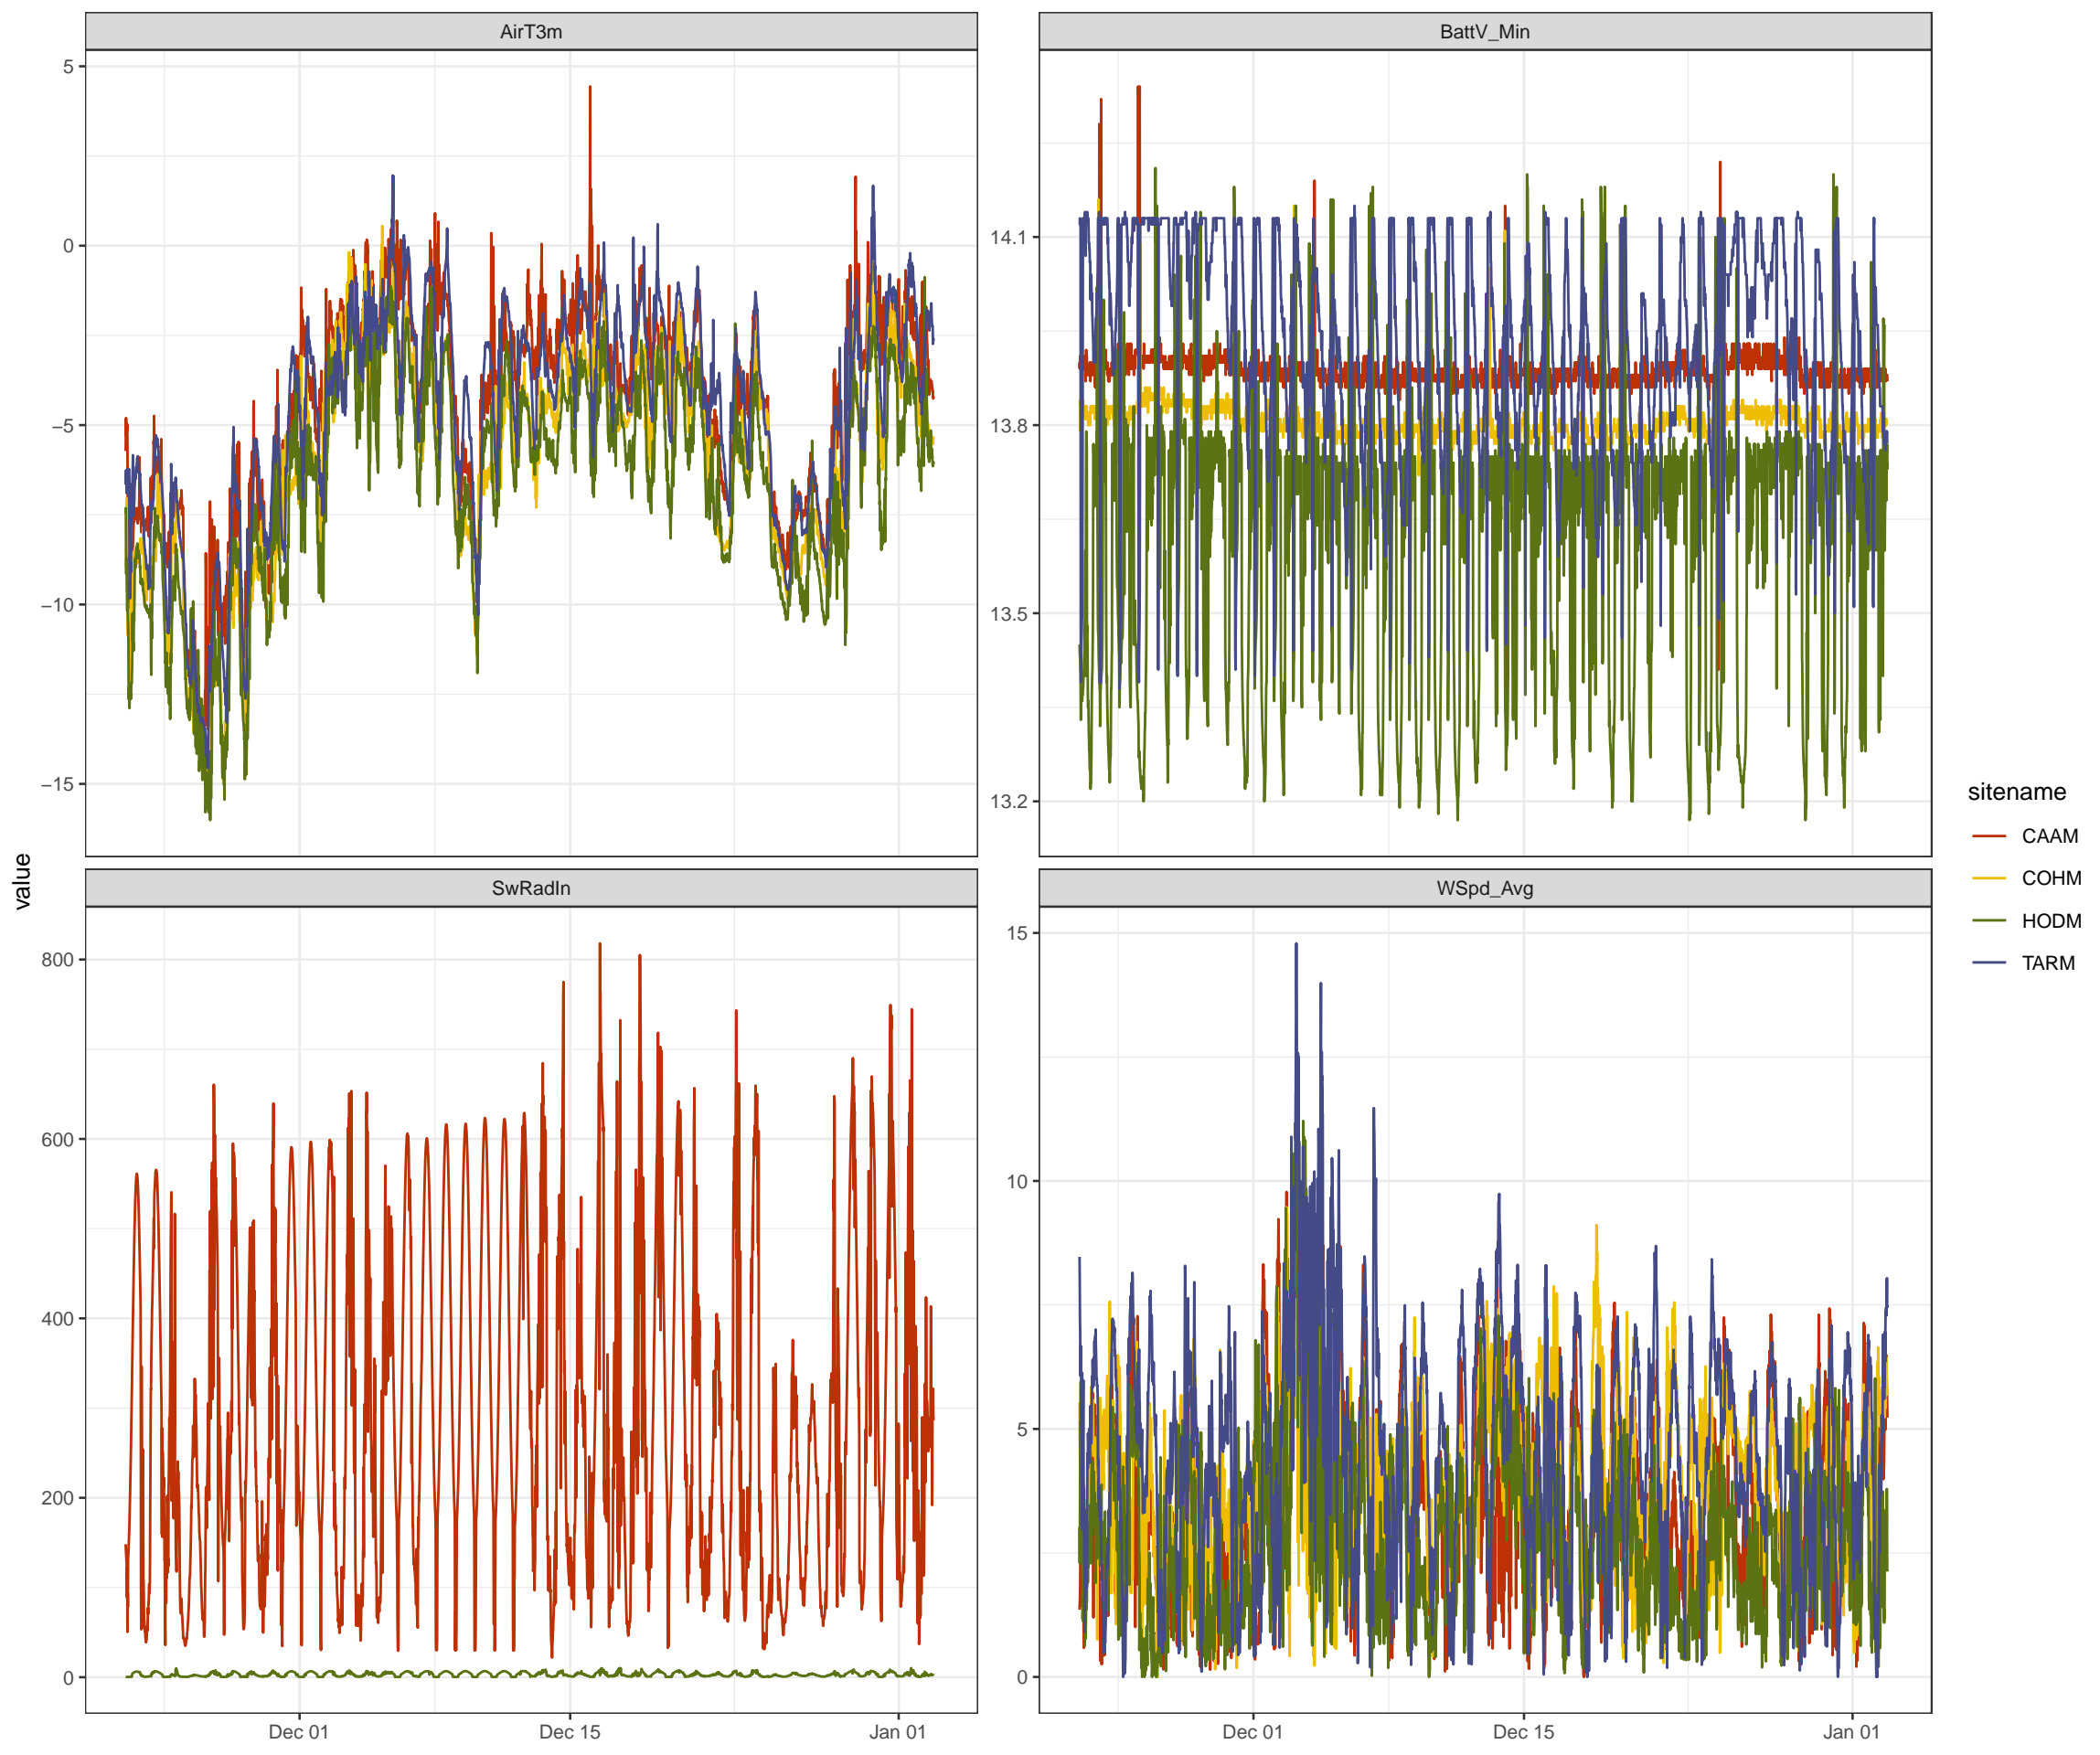 AirT3m
BattV_Min
5
0
−5
−10
−15
14.1
13.8
13.5
13.2
value
SwRadIn
WSpd_Avg
800
600
400
200
0
15
10
5
0
Dec 01
Dec 15
Jan 01
Dec 01
Dec 15
Jan 01
sitename
CAAM
COHM
HODM
TARM